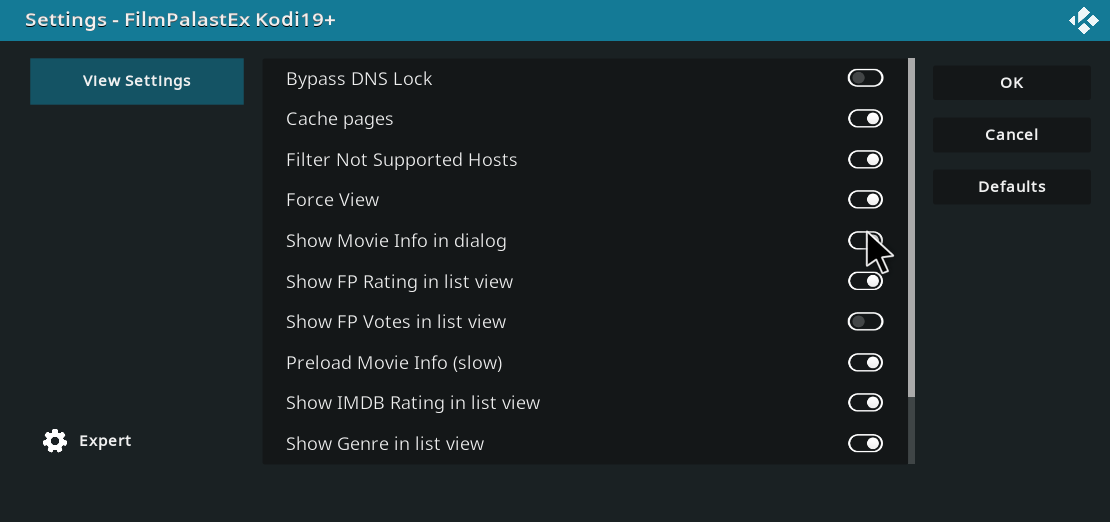 Settings - FilmPalastEx Kodi19+
View Settings
Bypass DNS Lock
Cache pages
Filter Not Supported Hosts
Force View
Show Movie Info in dialog
Show FP Rating in list view
Show FP Votes in list view
Preload Movie Info (slow)
Show IMDB Rating in list view
Show Genre in list view
OK
Cancel
Defaults
Expert